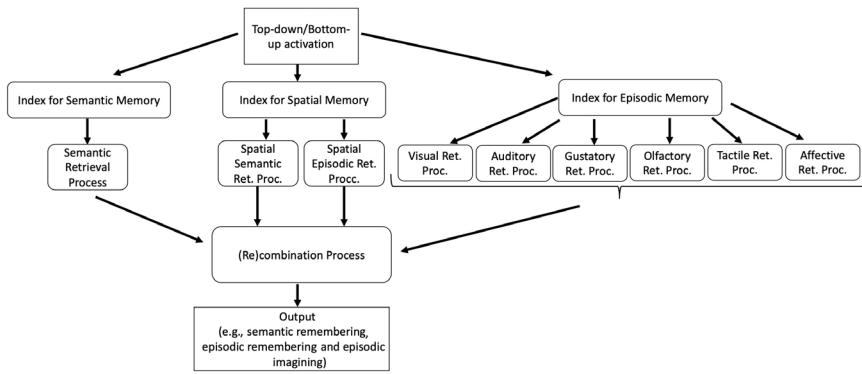 Top-down/Bottom-
up activation
Index for Semantic Memory
Index for Spatial Memory
Index for Episodic Memory
Semantic
Retrieval
Process
Spatial
Semantic
Ret. Proc.
Spatial
Episodic Ret.
Procc.
Visual Ret.
Proc.
Auditory
Ret. Proc.
Gustatory
Ret. Proc.
Olfactory
Ret. Proc.
Tactile Ret.
Proc.
Affective
Ret. Proc.
(Re)combination Process
Output
(e.g., semantic remembering,
episodic remembering and episodic
imagining)